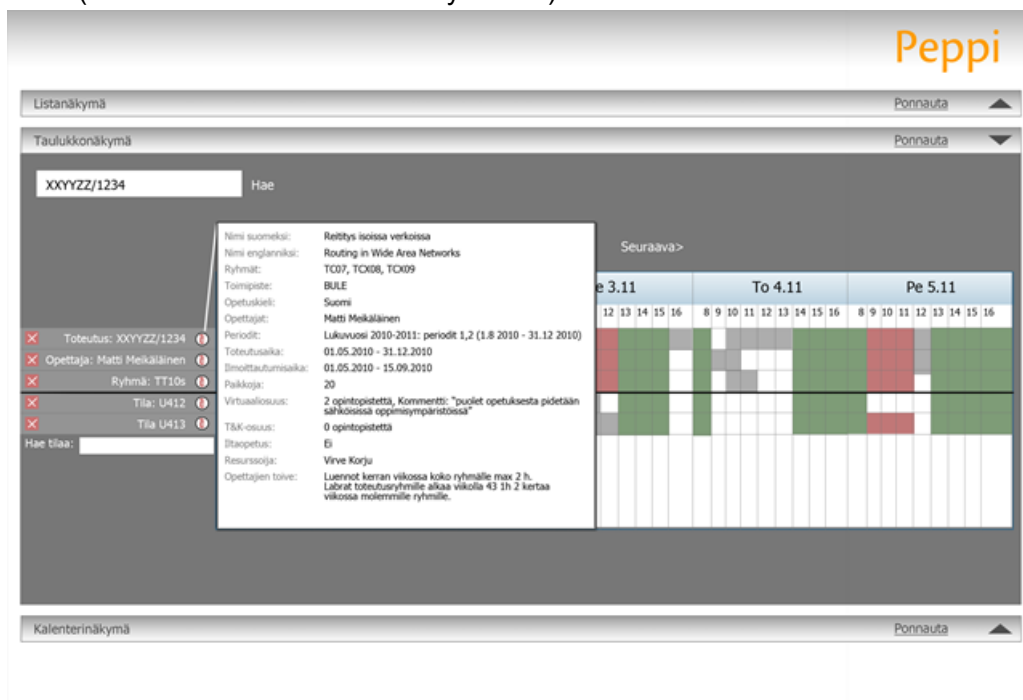 Peppi
Listanäkymä Ponnauta
Taulukkonäkymä Ponnauta
XXYYZZ/1234 Hae
Seuraava>
Nimi suomeksi: Reititys isoissa verkoissa
Nimi englanniksi: Routing in Wide Area Networks
Ryhmät: TC07, TCX08, TCX09
Toimipiste: BULE
Opetuskieli: Suomi
Opettajat: Matti Meikäläinen
Periodit: Lukuvuosi 2010-2011: periodit 1,2 (1.8 2010 - 31.12 2010)
Toteutusaika: 01.05.2010 - 31.12.2010
Ilmoittautumisaika: 01.05.2010 - 15.09.2010
Paikkoja: 20
Virtuaaliosuus: 2 opintopistettä, Kommentti: "puolet opetuksesta pidetään
sähköisissä oppimisympäristöissä"
T&K-osuus: 0 opintopistettä
Iltaopetus: Ei
Resurssoija: Virve Korju
Opettajien toive: Luennot kerran viikossa koko ryhmälle max 2 h.
Labrat toteutusryhmille alkaa viikolla 43 1h 2 kertaa
viikossa molemmille ryhmille.
e 3.11 To 4.11 Pe 5.11
12 13 14 15 16 8 9 10 11 12 13 14 15 16 8 9 10 11 12 13 14 15 16
Toteutus: XXYYZZ/1234
Opettaja: Matti Meikäläinen
Ryhmä: TT10s
Tila: U412
Tila U413
Hae tilaa:
Kalenterinäkymä Ponnauta